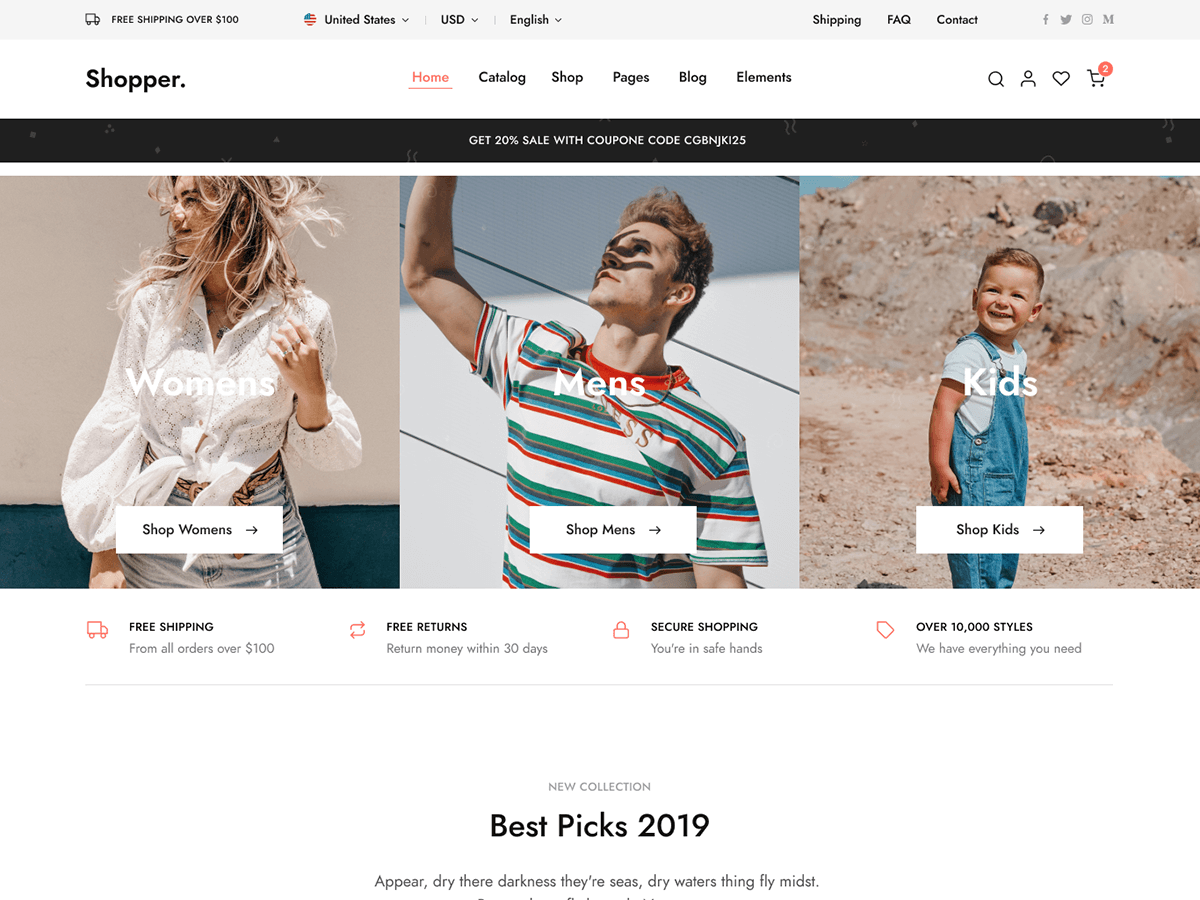 FREE SHIPPING OVER $100
United States
USD
English
Shipping
FAQ
Contact
Shopper.
Home
Catalog
Shop
Pages
Blog
Elements
2
GET 20% SALE WITH COUPONE CODE CGBNJKI25
Womens
Mens
Kids
Shop Womens
Shop Mens
Shop Kids
FREE SHIPPING
From all orders over $100
FREE RETURNS
Return money within 30 days
SECURE SHOPPING
You're in safe hands
OVER 10,000 STYLES
We have everything you need
NEW COLLECTION
Best Picks 2019
Appear, dry there darkness they're seas, dry waters thing fly midst.